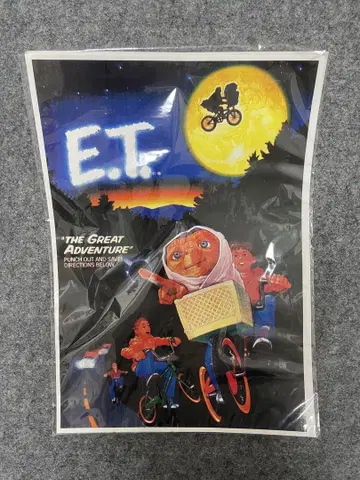 E.T.
"THE GREAT
ADVENTURE"
PUNCH OUT AND SAVE!
DIRECTIONS BELOW.